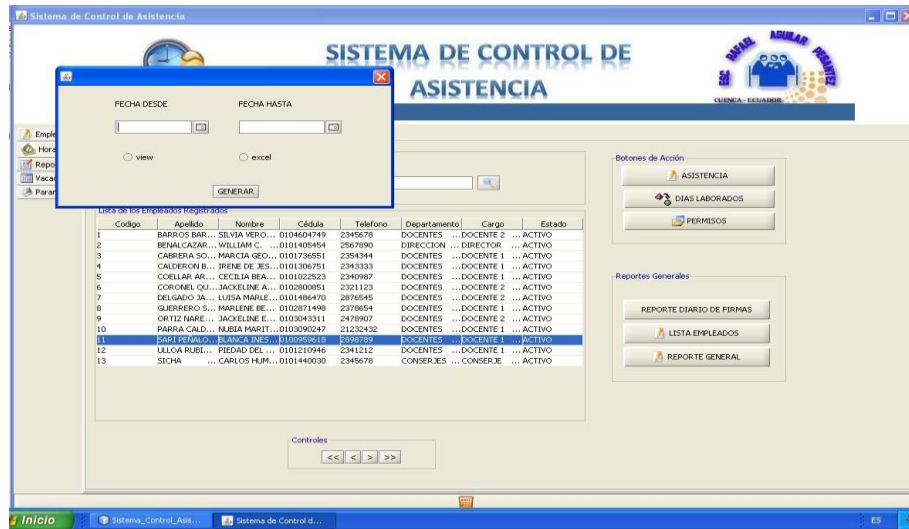 Sistema de Control de Asistencia
SISTEMA DE CONTROL DE
ASISTENCIA
ESC RAFAEL AGUILAR PESANTEZ
CUENCA - ECUADOR
FECHA DESDE FECHA HASTA
view excel
GENERAR
Emple
Hora
Repo
Vaca
Parar
Botones de Acción
ASISTENCIA
DIAS LABORADOS
PERMISOS
Lista de los Empleados Registrados
Codigo Apellido Nombre Cédula Telefono Departamento Cargo Estado
1 BARROS BAR... SILVIA VERO... 0104604749 2345678 DOCENTES ...DOCENTE 2 ... ACTIVO
2 BENALCAZAR... WILLIAM C. ...0101405454 2567890 DIRECCION ... DIRECTOR ... ACTIVO
3 CABRERA SO... MARCIA GEO... 0101736551 2354344 DOCENTES ...DOCENTE 1 ... ACTIVO
4 CALDERON B... IRENE DE JES...0101306751 2343333 DOCENTES ...DOCENTE 1 ... ACTIVO
5 COELLAR AR... CECILIA BEA... 0101022523 2340987 DOCENTES ...DOCENTE 1 ... ACTIVO
6 CORONEL QU...JACKELINE A... 0102800851 2321123 DOCENTES ...DOCENTE 2 ... ACTIVO
7 DELGADO JA... LUISA MARLE...0101486470 2876545 DOCENTES ...DOCENTE 2 ... ACTIVO
8 GUERRERO S... MARLENE BE... 0102871498 2378654 DOCENTES ...DOCENTE 1 ... ACTIVO
9 ORTIZ NARE... JACKELINE E... 0103043311 2478907 DOCENTES ...DOCENTE 2 ... ACTIVO
10 PARRA CALD... NUBIA MARIT...0103090247 21232432 DOCENTES ...DOCENTE 1 ... ACTIVO
11 SARI PEÑALO...BLANCA INES...0100959618 2898789 DOCENTES ...DOCENTE 1 ... ACTIVO
12 ULLOA RUBI... PIEDAD DEL ... 0101210946 2341212 DOCENTES ...DOCENTE 1 ... ACTIVO
13 SICHA ... CARLOS HUM...0101440030 2345678 CONSERJES ... CONSERJE ... ACTIVO
Reportes Generales
REPORTE DIARIO DE FIRMAS
LISTA EMPLEADOS
REPORTE GENERAL
Controles
<< < > >>
Inicio Sistema_Control_Asis... Sistema de Control d... ES